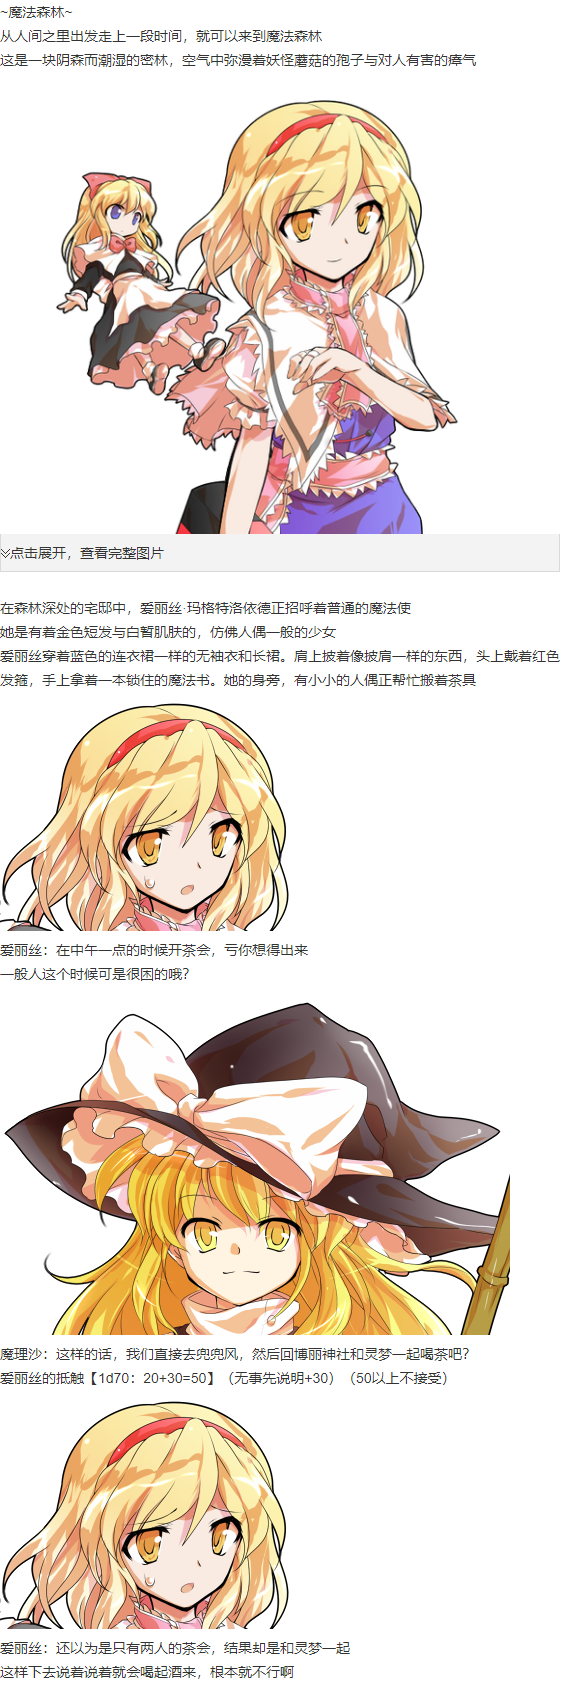 ~魔法森林~
从人间之里出发走上一段时间，就可以来到魔法森林
这是一块阴森而潮湿的密林，空气中弥漫着妖怪蘑菇的孢子与对人有害的瘴气
点击展开，查看完整图片
在森林深处的宅邸中，爱丽丝·玛格特洛依德正招呼着普通的魔法使
她是有着金色短发与白皙肌肤的，仿佛人偶一般的少女
爱丽丝穿着蓝色的连衣裙一样的无袖衣和长裙。肩上披着像披肩一样的东西，头上戴着红色
发箍，手上拿着一本锁住的魔法书。她的身旁，有小小的人偶正帮忙搬着茶具
爱丽丝：在中午一点的时候开茶会，亏你想得出来
一般人这个时候可是很困的哦？
魔理沙：这样的话，我们直接去兜兜风，然后回博丽神社和灵梦一起喝茶吧？
爱丽丝的抵触【1d70：20+30=50】（无事先说明+30）（50以上不接受）
爱丽丝：还以为是只有两人的茶会，结果却是和灵梦一起
这样下去说着说着就会喝起酒来，根本就不行啊